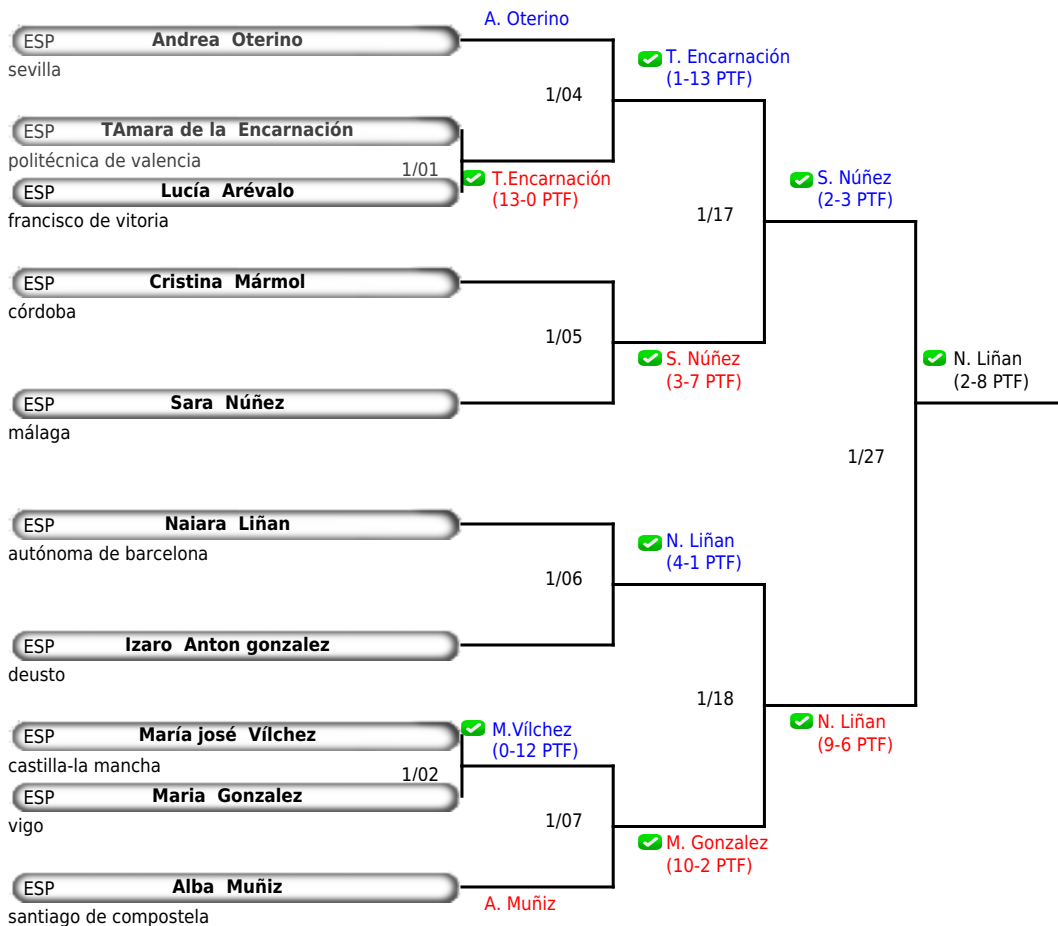 A. Oterino
ESP Andrea Oterino
sevilla
T. Encarnación
(1-13 PTF)
1/04
ESP TAmara de la Encarnación
politécnica de valencia
1/01
T.Encarnación
(13-0 PTF)
ESP Lucía Arévalo
francisco de vitoria
S. Núñez
(2-3 PTF)
1/17
ESP Cristina Mármol
córdoba
1/05
S. Núñez
(3-7 PTF)
N. Liñan
(2-8 PTF)
ESP Sara Núñez
málaga
1/27
ESP Naiara Liñan
autónoma de barcelona
N. Liñan
(4-1 PTF)
1/06
ESP Izaro Anton gonzalez
deusto
1/18
N. Liñan
(9-6 PTF)
ESP María josé Vílchez
castilla-la mancha
M.Vílchez
(0-12 PTF)
1/02
ESP Maria Gonzalez
vigo
1/07
M. Gonzalez
(10-2 PTF)
ESP Alba Muñiz
santiago de compostela
A. Muñiz